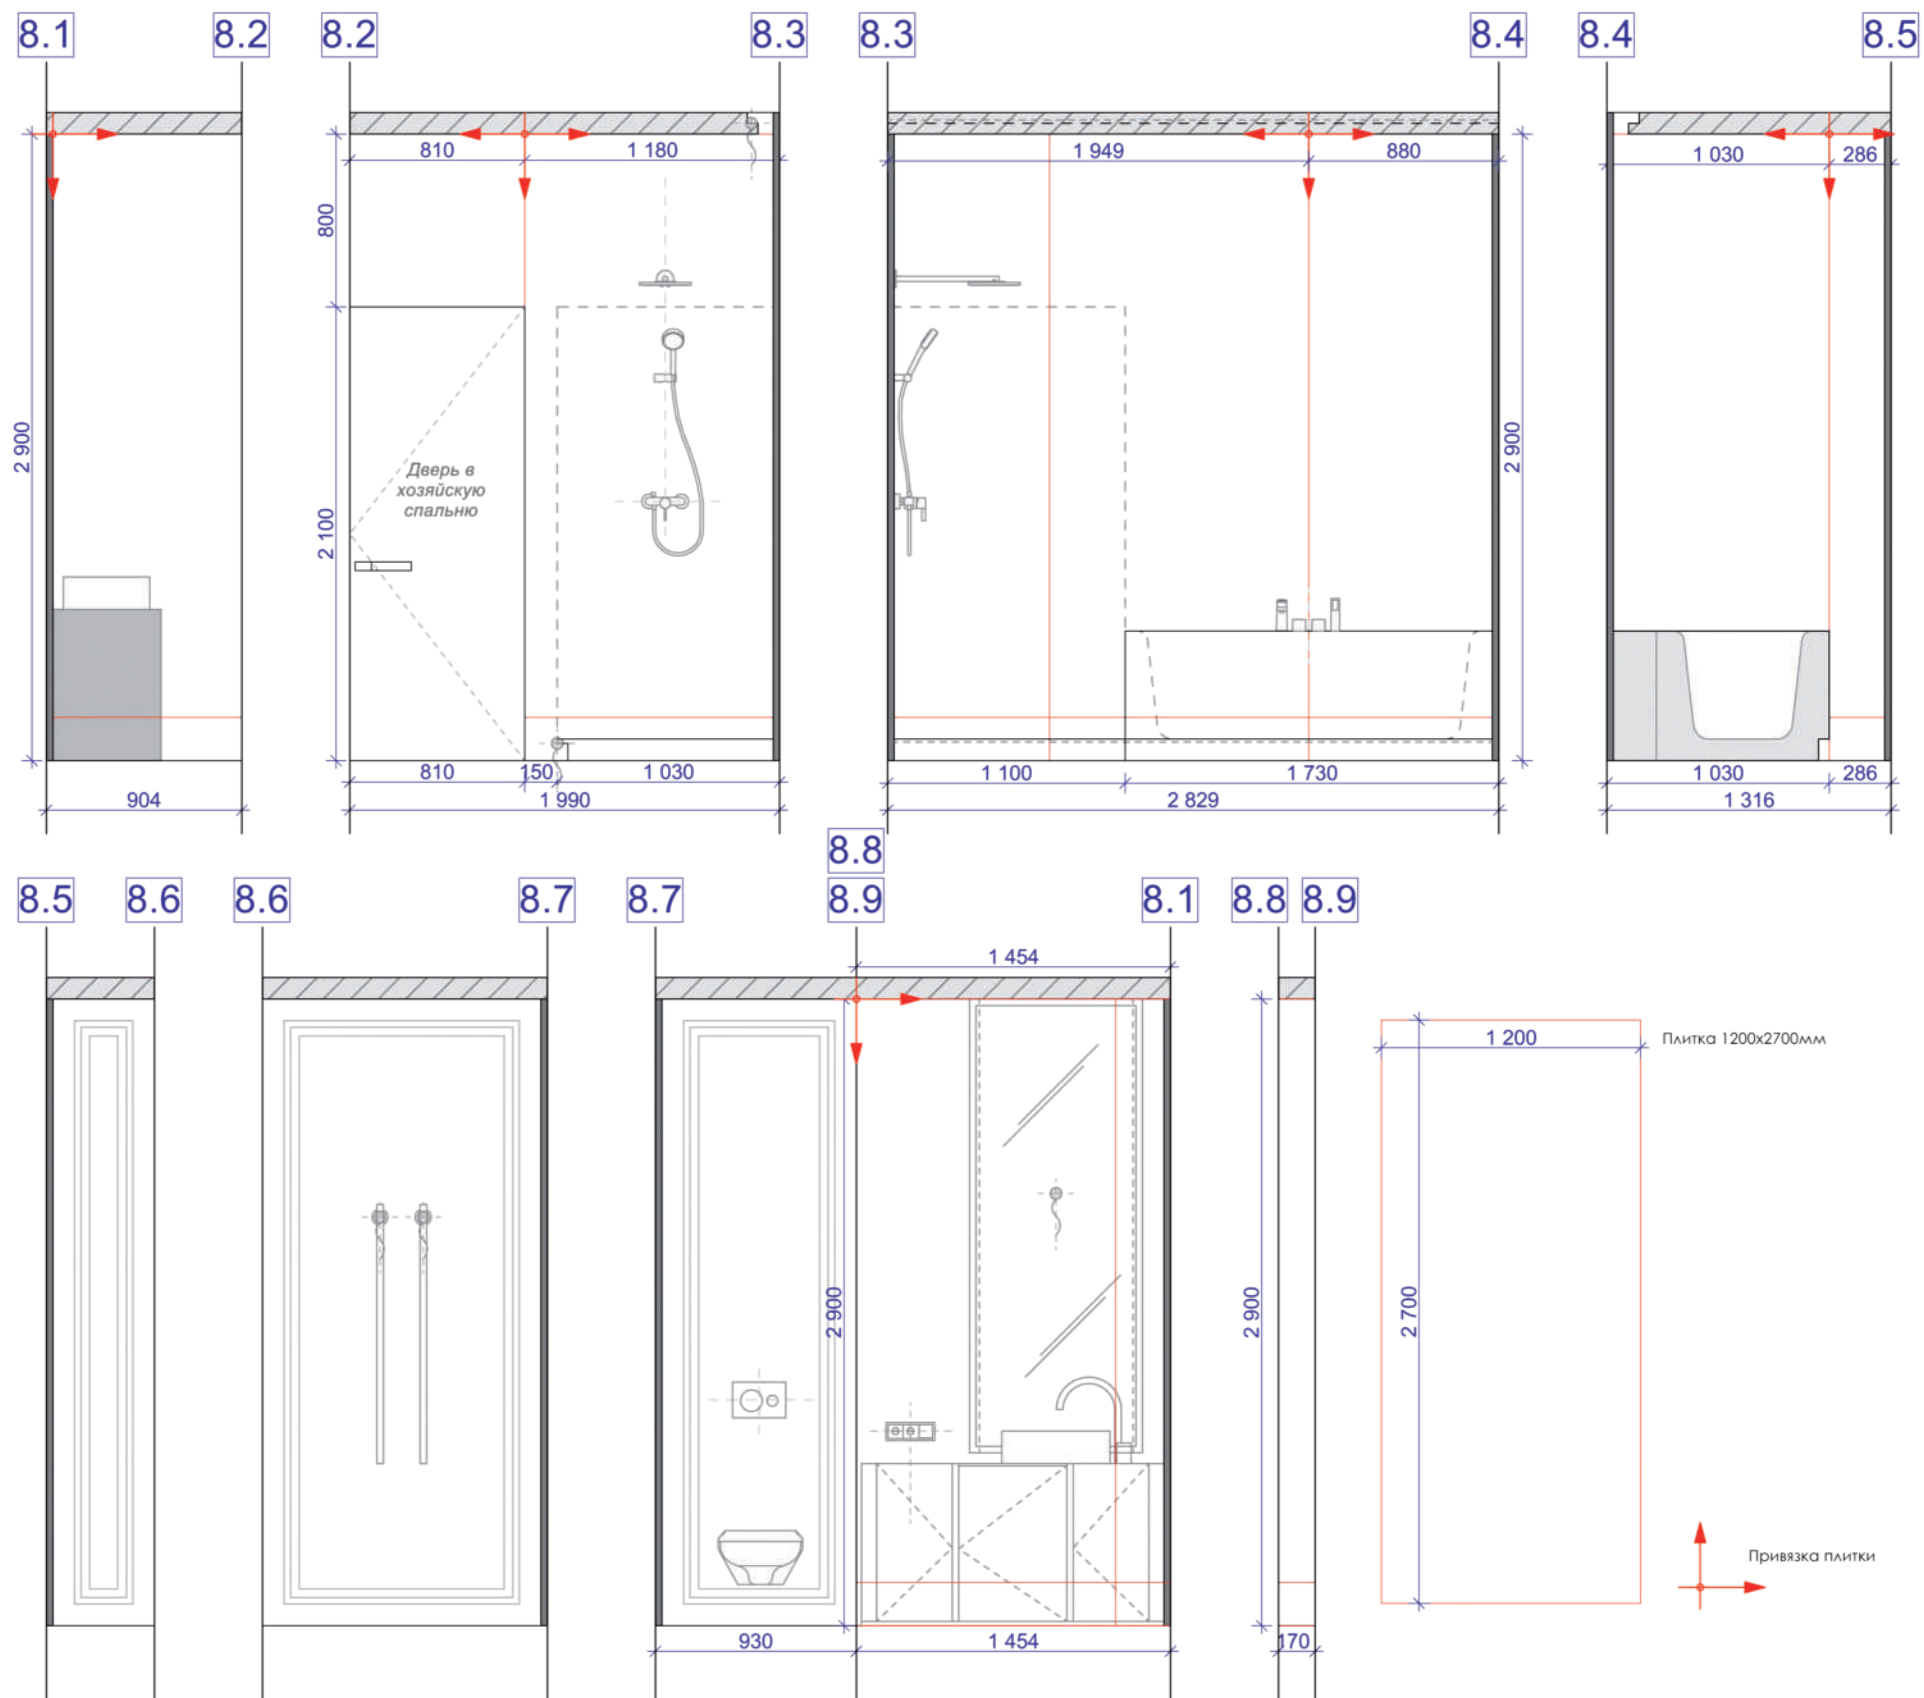 8.1 8.2 8.2 8.3 8.3 8.4 8.4 8.5
810 1 180 1 949 880 1 030 286
800
2 900
2 100
2 900
Дверь в
хозяйскую
спальню
810 150 1 030 1 100 1 730 1 030 286
904 1 990 2 829 1 316
8.8
8.5 8.6 8.6 8.7 8.7 8.9 8.1 8.8 8.9
1 454
1 200 Плитка 1200х2700мм
2 900
2 900
2 700
Привязка плитки
930 1 454 170